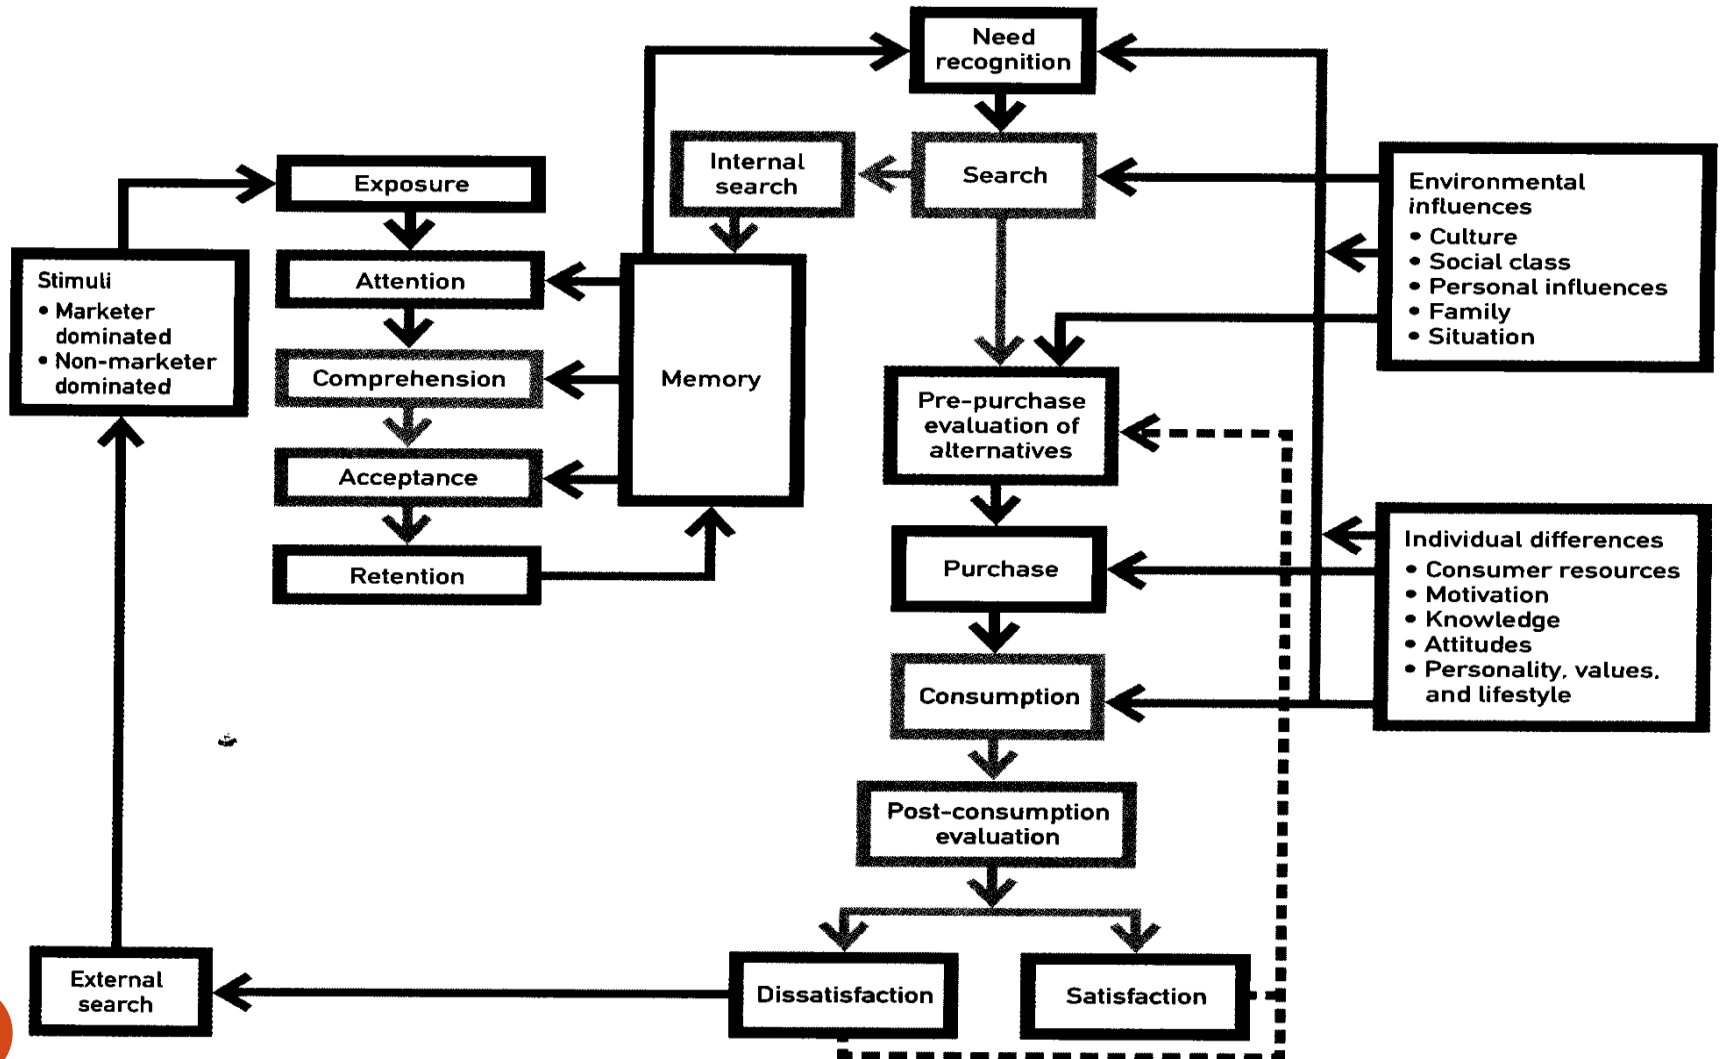 Need
recognition
Internal
search
Search
Exposure
Environmental
influences
• Culture
• Social class
• Personal influences
• Family
• Situation
Stimuli
• Marketer
dominated
• Non-marketer
dominated
Attention
Comprehension
Memory
Acceptance
Retention
Pre-purchase
evaluation of
alternatives
Purchase
Individual differences
• Consumer resources
• Motivation
• Knowledge
• Attitudes
• Personality, values,
and lifestyle
Consumption
Post-consumption
evaluation
External
search
Dissatisfaction
Satisfaction